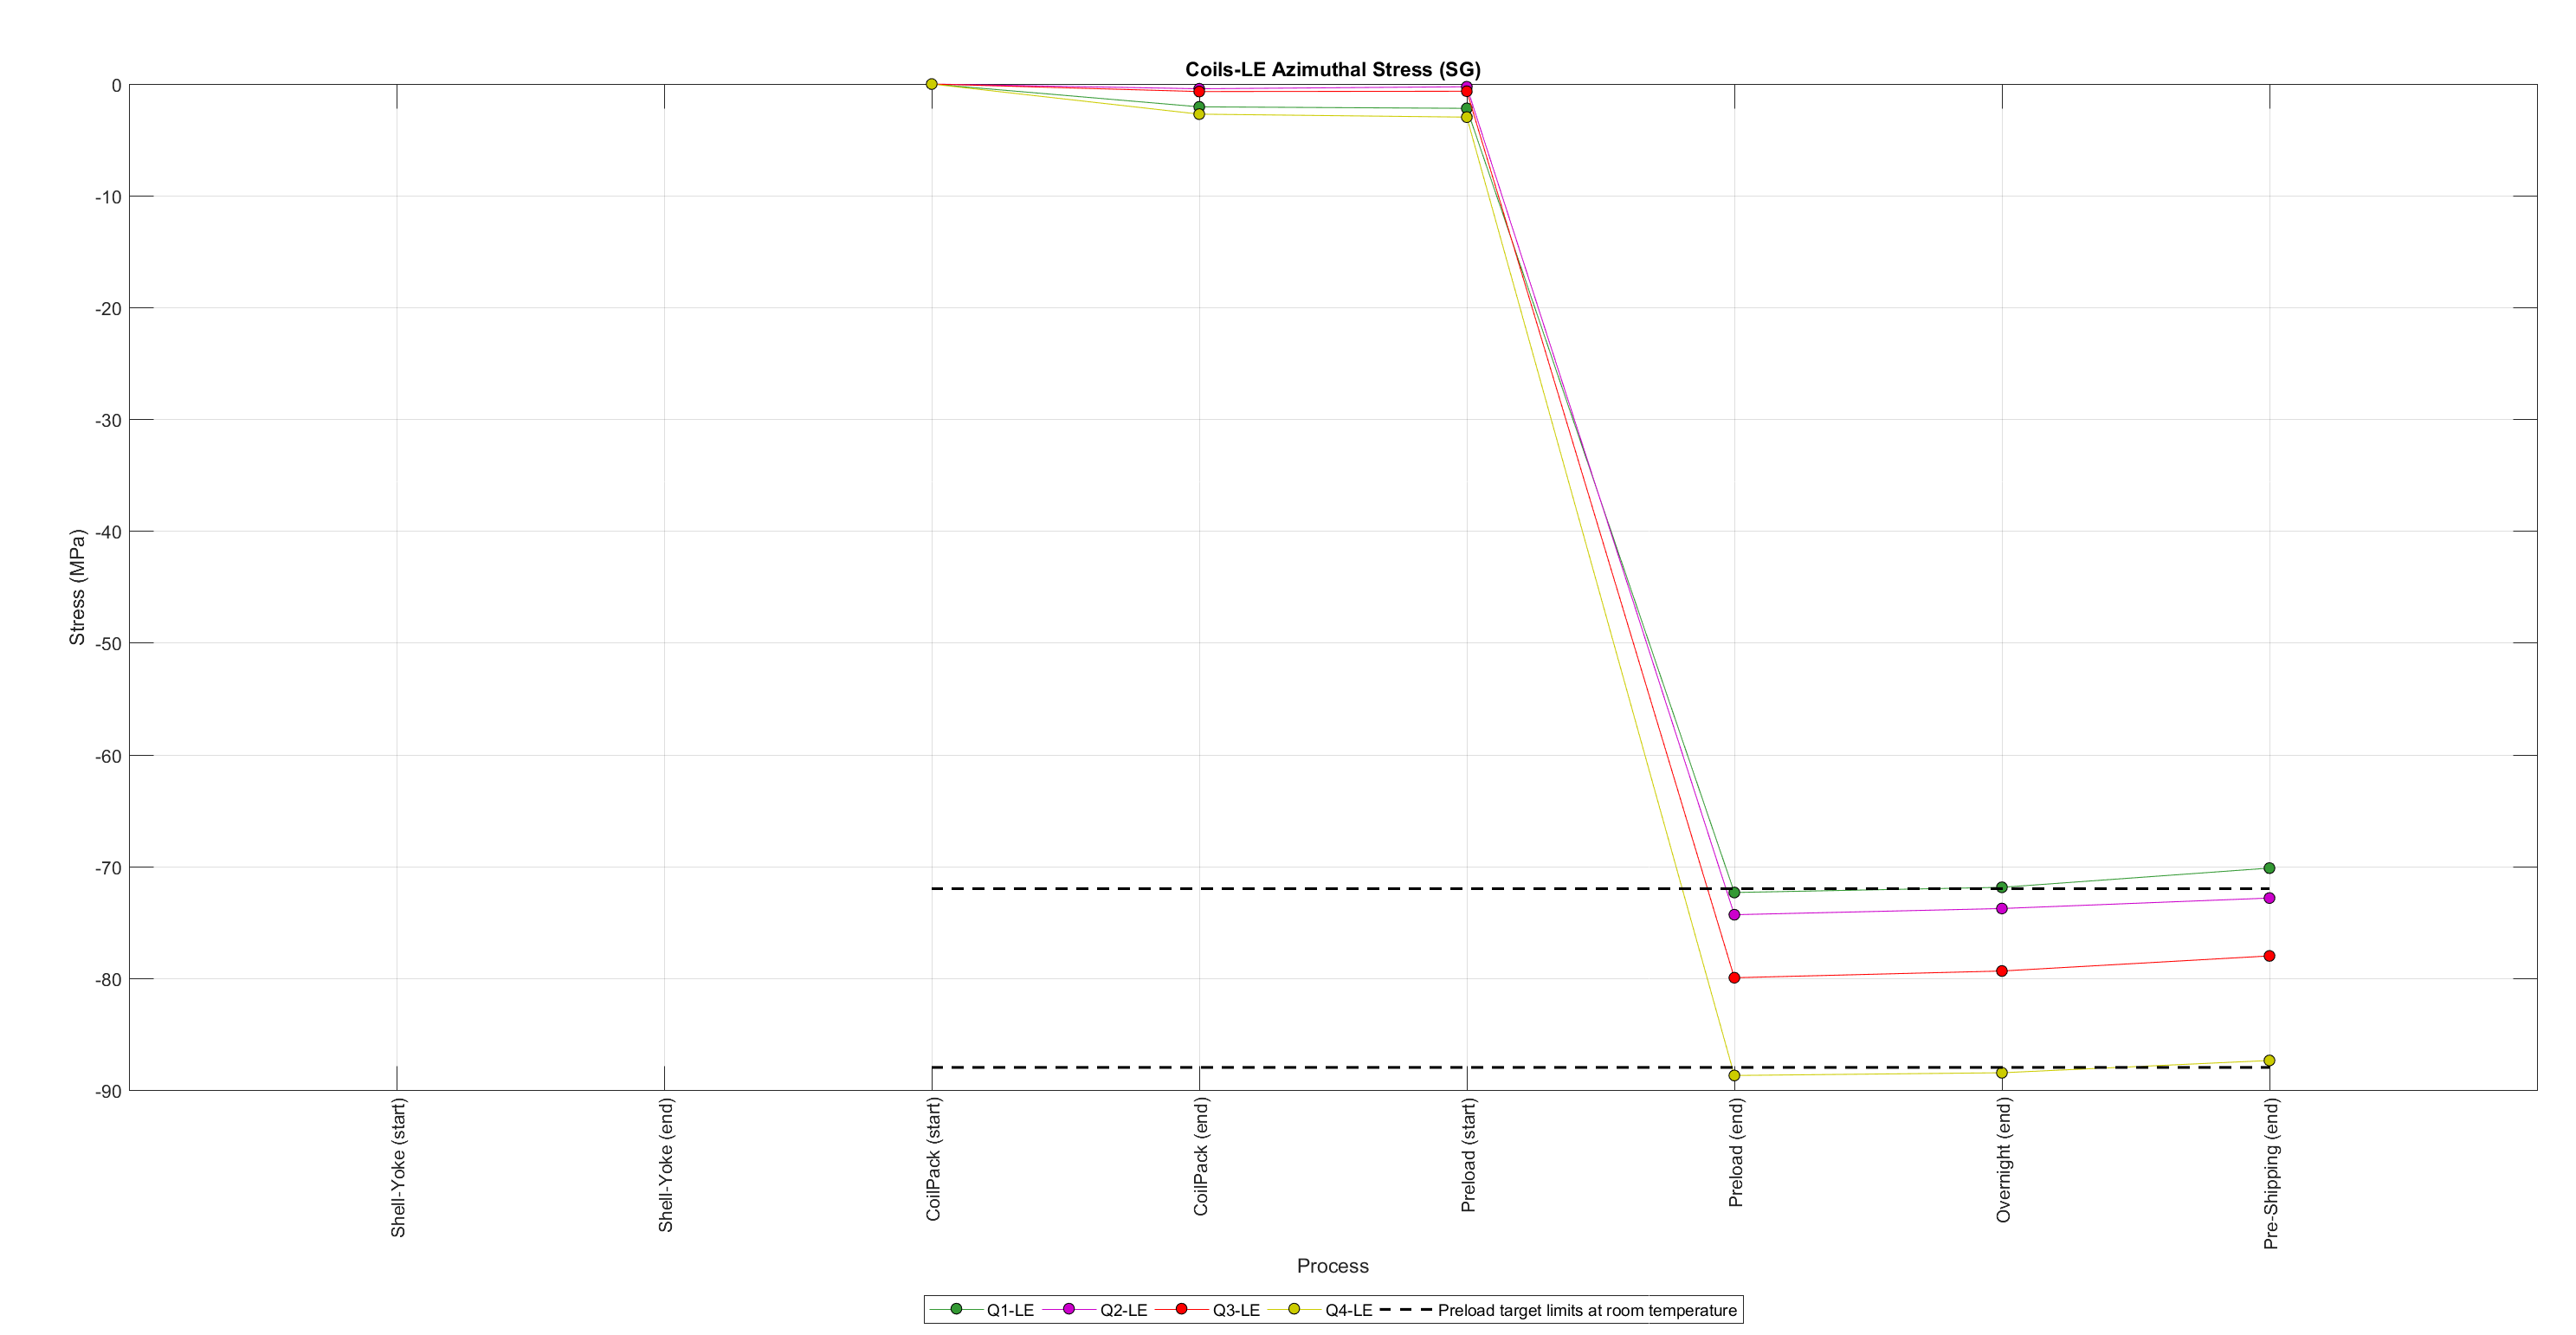 Coils-LE Azimuthal Stress (SG)
0
-10
-20
-30
-40
-50
-60
-70
-80
-90
Stress (MPa)
Shell-Yoke (start)
Shell-Yoke (end)
CoilPack (start)
CoilPack (end)
Preload (start)
Preload (end)
Overnight (end)
Pre-Shipping (end)
Process
Q1-LE Q2-LE Q3-LE Q4-LE Preload target limits at room temperature